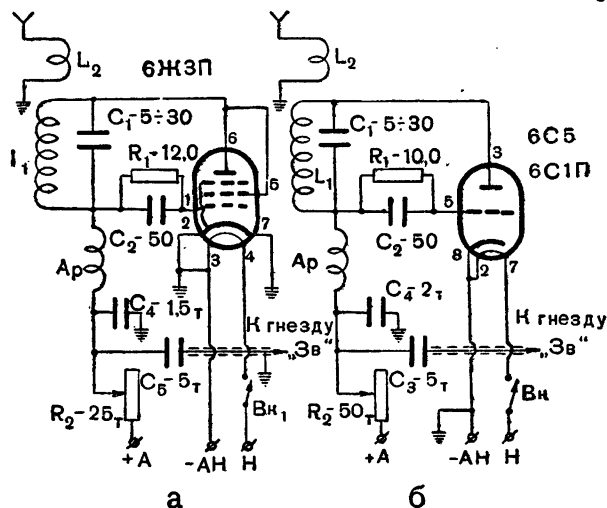 L₂
6Ж3П
C₁-5÷30
R₁-12,0
l₁
6
5
1
2
7
3
4
C₂-50
Др
C₄-1,5т
К гнезду
„Зв“
C₅-5т
R₂-25т
Вк₁
+А
-АН
Н
а
L₂
C₁-5÷30
6С5
6С1П
R₁-10,0
L₁
3
5
8
2
7
C₂-50
Др
C₄-2т
К гнезду
„Зв“
C₃-5т
R₂-50т
Вк
+А
-АН
Н
б